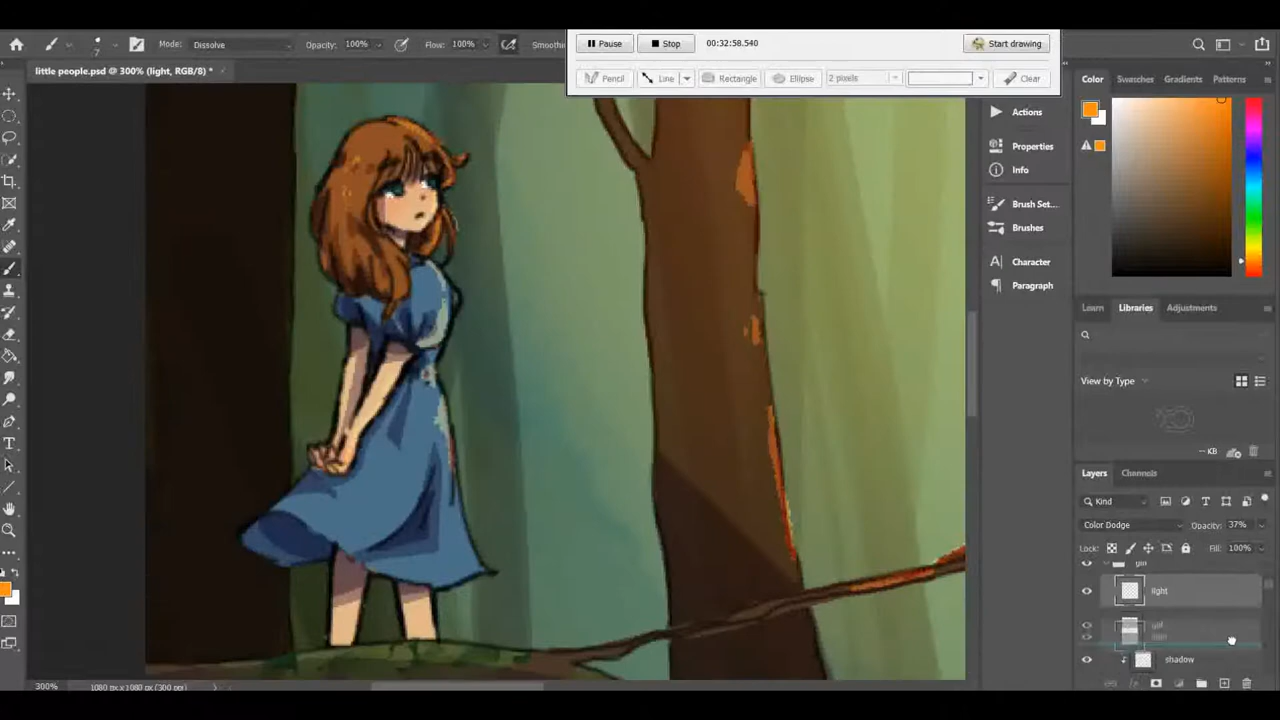 Pause
Stop
00:32:58.540
Start drawing
Mode: Dissolve
Opacity: 100%
Flow: 100%
Smoothi
Pencil
Line
Rectangle
Ellipse
2 pixels
Clear
little people.psd @ 300% (light, RGB/8) *
7
Color
Swatches
Gradients
Patterns
Actions
Properties
Info
Brush Set...
Brushes
Character
Paragraph
Learn
Libraries
Adjustments
View by Type
-- KB
Layers
Channels
Kind
Color Dodge
Opacity: 37%
Lock:
Fill: 100%
girl
light
girl
shadow
300%
1080 px x 1080 px (300 ppi)